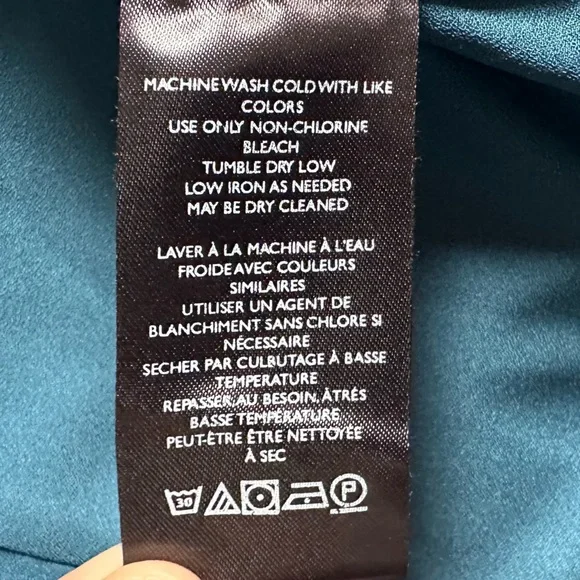 MACHINE WASH COLD WITH LIKE
COLORS
USE ONLY NON-CHLORINE
BLEACH
TUMBLE DRY LOW
LOW IRON AS NEEDED
MAY BE DRY CLEANED
LAVER À LA MACHINE À L'EAU
FROIDE AVEC COULEURS
SIMILAIRES
UTILISER UN AGENT DE
BLANCHIMENT SANS CHLORE SI
NÉCESSAIRE
SECHER PAR CULBUTAGE À BASSE
TEMPERATURE
REPASSER AU BESOIN, ÀTRÈS
BASSE TEMPÉRATURE
PEUT-ÊTRE ÊTRE NETTOYÉE
À SEC
30 P